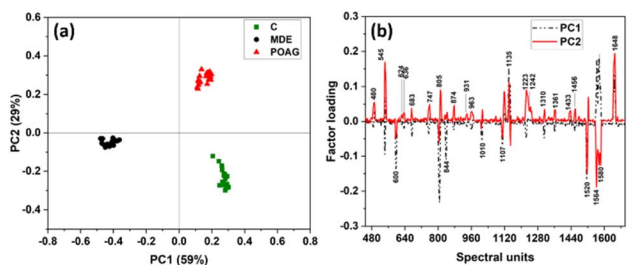 (a)
C
MDE
POAG
PC2 (29%)
0.6
0.4
0.2
0.0
-0.2
-0.4
-0.6
-0.8 -0.6 -0.4 -0.2 0.0 0.2 0.4 0.6 0.8
PC1 (59%)
(b)
PC1
PC2
Factor loading
0.3
0.2
0.1
0.0
-0.1
-0.2
480
545
600
624
636
683
747
805
844
874
931
963
1010
1107
1135
1223
1242
1310
1361
1433
1456
1520
1564
1580
1648
480 640 800 960 1120 1280 1440 1600
Spectral units